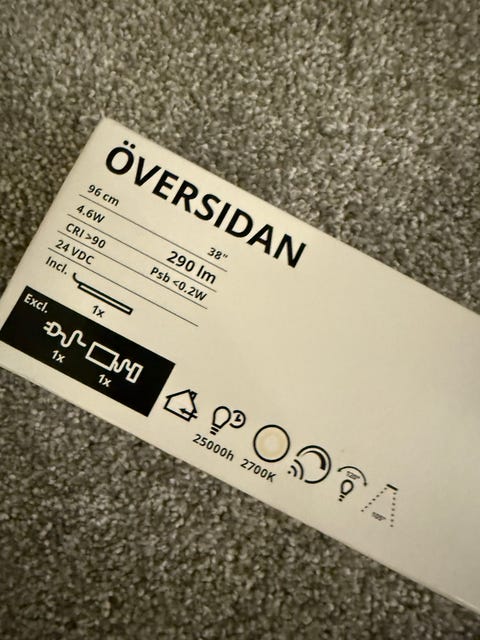 ÖVERSIDAN
96 cm 38"
4.6W 290 lm
CRI >90 Psb <0.2W
24 VDC
Incl.
1x
Excl.
1x 1x
25000h 2700K
120°